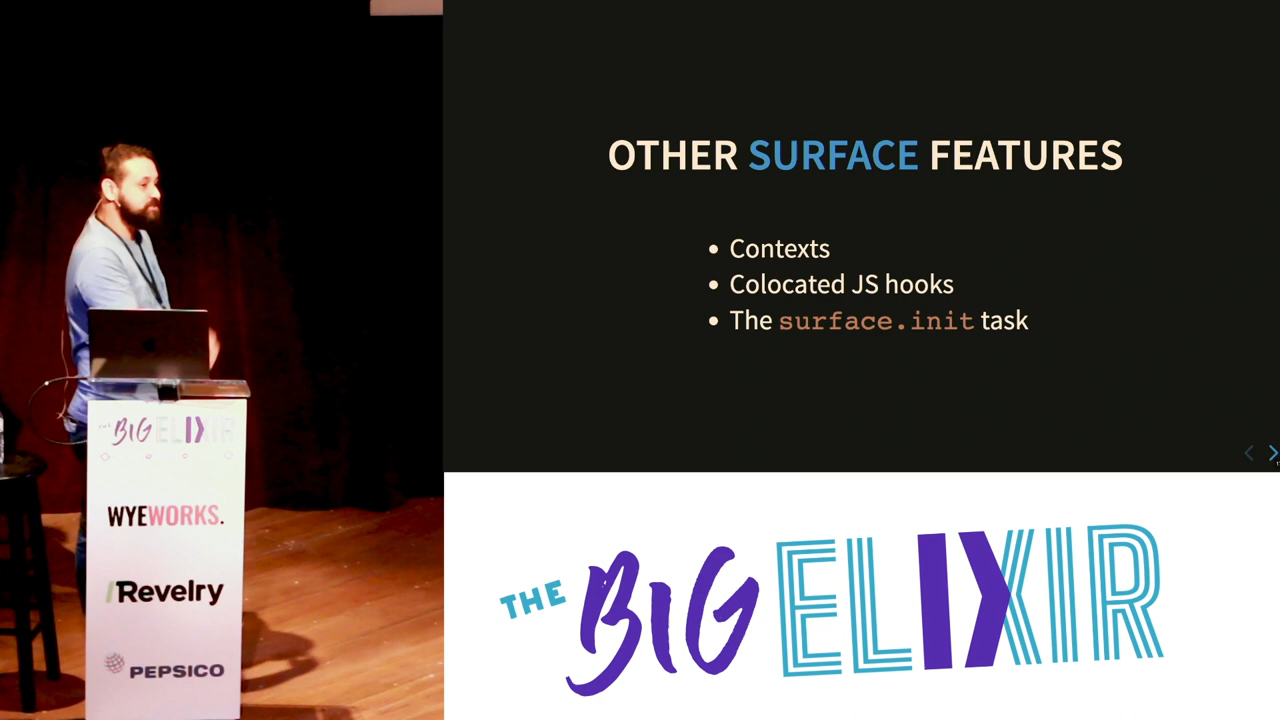 OTHER SURFACE FEATURES
Contexts
Colocated JS hooks
The surface.init task
THE BIG ELIXIR
WYEWORKS.
Revelry
PEPSICO
THE BIG ELIXIR